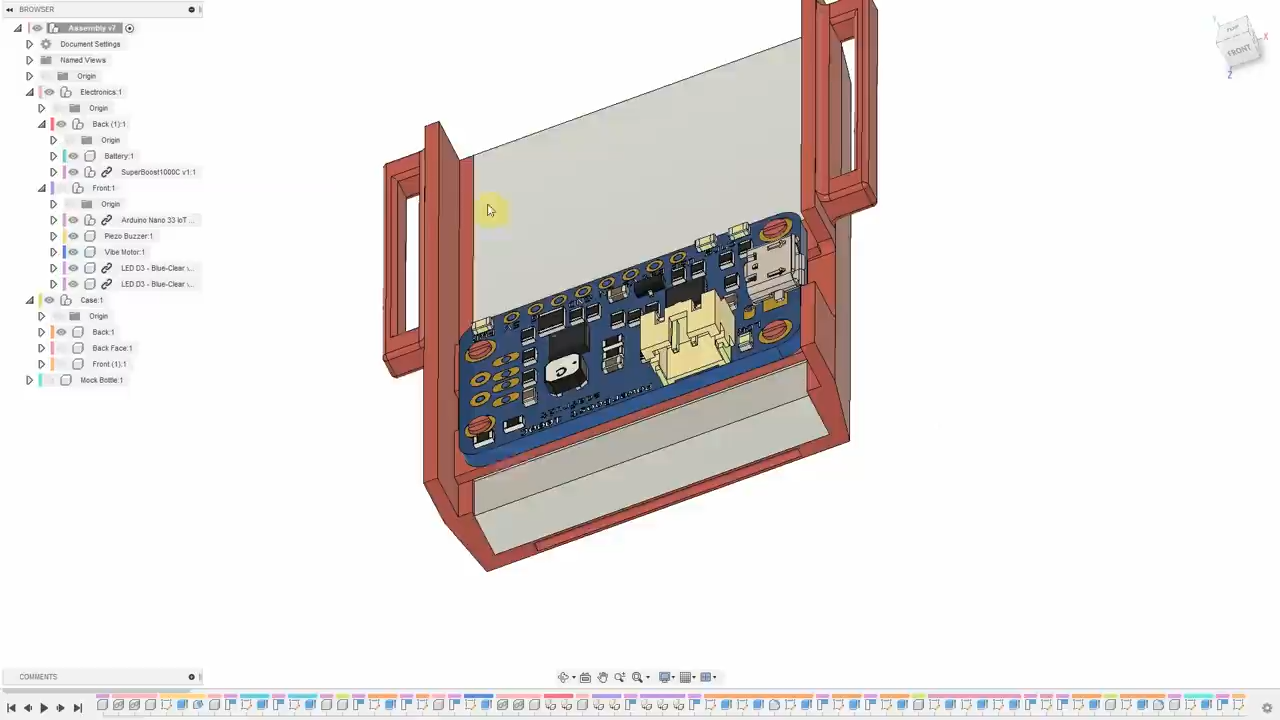 BROWSER
Assembly v7
Document Settings
Named Views
Origin
Electronics:1
Origin
Back (1):1
Origin
Battery:1
SuperBoost1000C v1:1
Front:1
Origin
Arduino Nano 33 IoT ...
Piezo Buzzer:1
Vibe Motor:1
LED D3 - Blue-Clear v...
LED D3 - Blue-Clear v...
Case:1
Origin
Back:1
Back Face:1
Front (1):1
Mock Bottle:1
FRONT
X
Z
COMMENTS